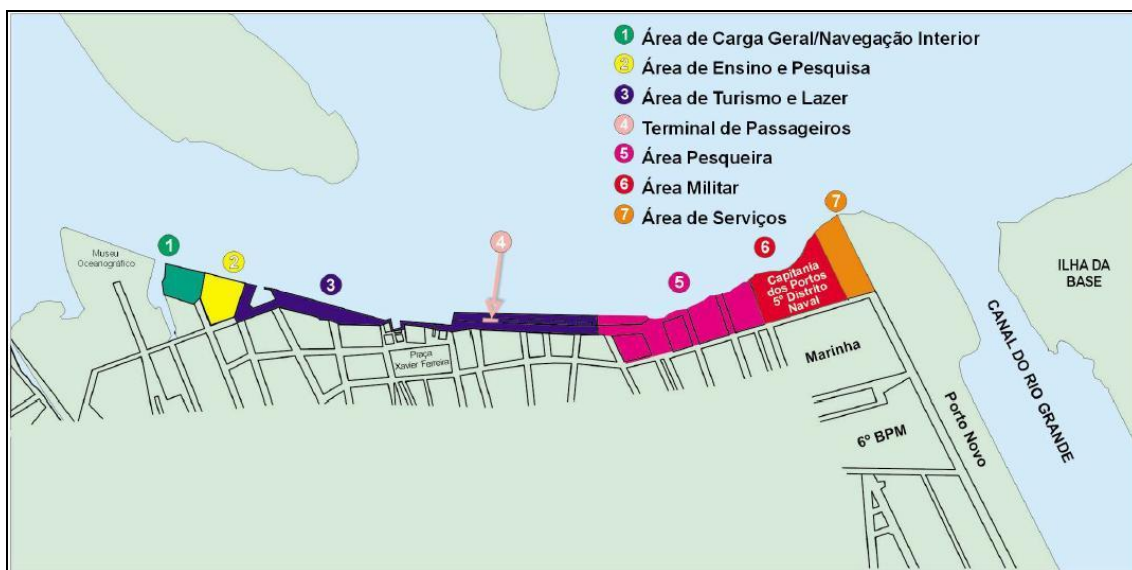 1 Área de Carga Geral/Navegação Interior
2 Área de Ensino e Pesquisa
3 Área de Turismo e Lazer
4 Terminal de Passageiros
5 Área Pesqueira
6 Área Militar
7 Área de Serviços
Museu
Oceanográfico
1
2
3
4
5
6
7
Capitania
dos Portos
5º Distrito
Naval
Praça
Xavier Ferreira
Marinha
6º BPM
Porto Novo
CANAL DO RIO GRANDE
ILHA DA
BASE